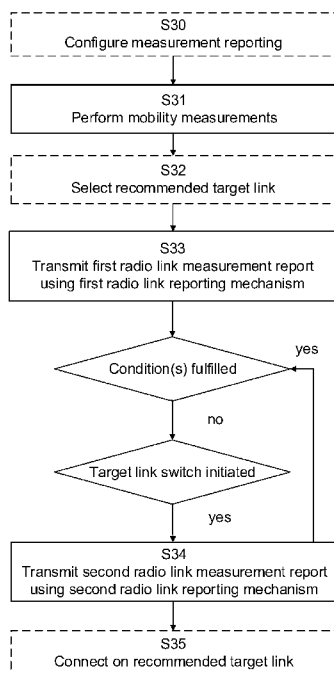 S30
Configure measurement reporting
S31
Perform mobility measurements
S32
Select recommended target link
S33
Transmit first radio link measurement report
using first radio link reporting mechanism
Condition(s) fulfilled
yes
no
Target link switch initiated
yes
S34
Transmit second radio link measurement report
using second radio link reporting mechanism
S35
Connect on recommended target link